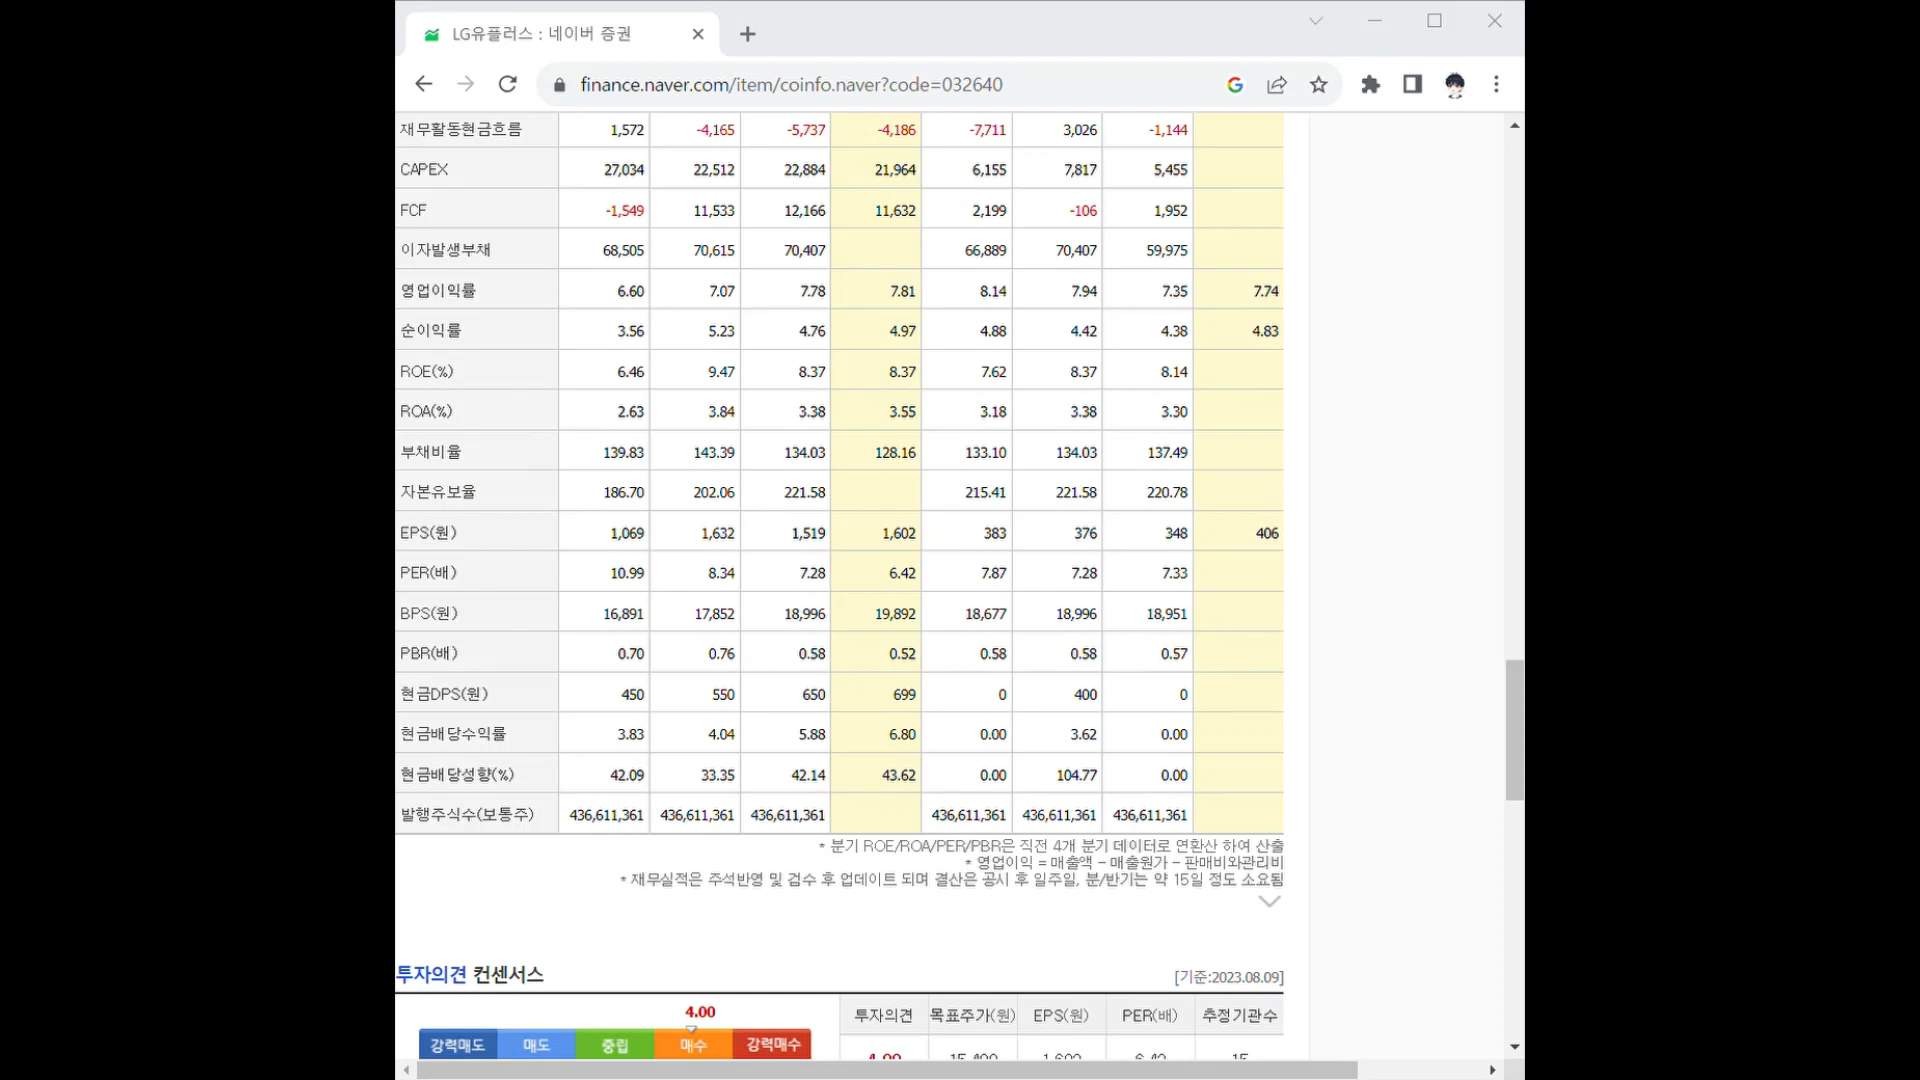 LG유플러스 : 네이버 증권
finance.naver.com/item/coinfo.naver?code=032640
재무활동현금흐름 1,572 -4,165 -5,737 -4,186 -7,711 3,026 -1,144
CAPEX 27,034 22,512 22,884 21,964 6,155 7,817 5,455
FCF -1,549 11,533 12,166 11,632 2,199 -106 1,952
이자발생부채 68,505 70,615 70,407 66,889 70,407 59,975
영업이익률 6.60 7.07 7.78 7.81 8.14 7.94 7.35 7.74
순이익률 3.56 5.23 4.76 4.97 4.88 4.42 4.38 4.83
ROE(%) 6.46 9.47 8.37 8.37 7.62 8.37 8.14
ROA(%) 2.63 3.84 3.38 3.55 3.18 3.38 3.30
부채비율 139.83 143.39 134.03 128.16 133.10 134.03 137.49
자본유보율 186.70 202.06 221.58 215.41 221.58 220.78
EPS(원) 1,069 1,632 1,519 1,602 383 376 348 406
PER(배) 10.99 8.34 7.28 6.42 7.87 7.28 7.33
BPS(원) 16,891 17,852 18,996 19,892 18,677 18,996 18,951
PBR(배) 0.70 0.76 0.58 0.52 0.58 0.58 0.57
현금DPS(원) 450 550 650 699 0 400 0
현금배당수익률 3.83 4.04 5.88 6.80 0.00 3.62 0.00
현금배당성향(%) 42.09 33.35 42.14 43.62 0.00 104.77 0.00
발행주식수(보통주) 436,611,361 436,611,361 436,611,361 436,611,361 436,611,361 436,611,361
* 분기 ROE/ROA/PER/PBR은 직전 4개 분기 데이터로 연환산 하여 산출
* 영업이익 = 매출액 - 매출원가 - 판매비와관리비
* 재무실적은 주석반영 및 검수 후 업데이트 되며 결산은 공시 후 일주일, 분/반기는 약 15일 정도 소요됨
투자의견 컨센서스 [기준:2023.08.09]
4.00
투자의견 목표주가(원) EPS(원) PER(배) 추정기관수
강력매도 매도 중립 매수 강력매수